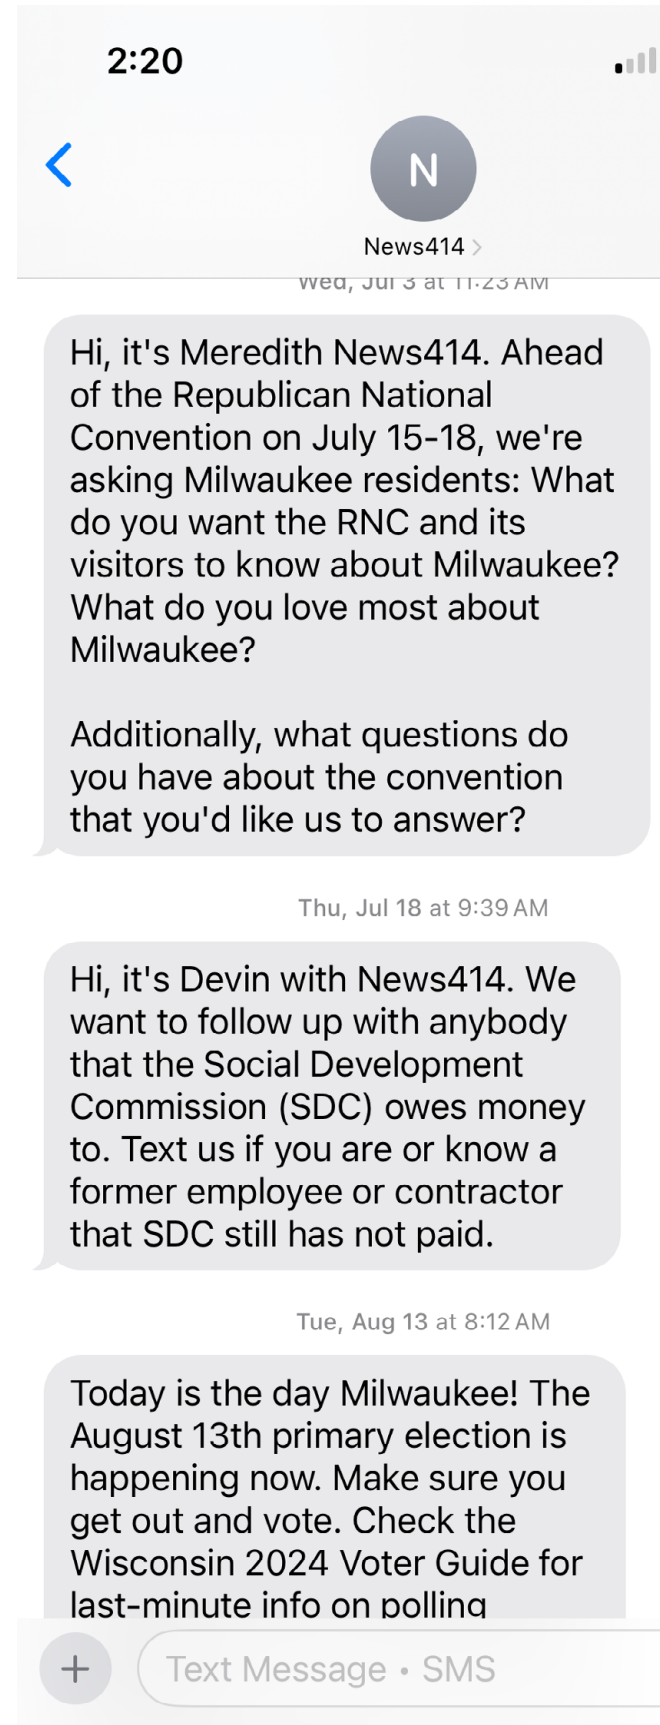 2:20
N
News414
Wed, Jul 3 at 11:23 AM
Hi, it's Meredith News414. Ahead
of the Republican National
Convention on July 15-18, we're
asking Milwaukee residents: What
do you want the RNC and its
visitors to know about Milwaukee?
What do you love most about
Milwaukee?
Additionally, what questions do
you have about the convention
that you'd like us to answer?
Thu, Jul 18 at 9:39 AM
Hi, it's Devin with News414. We
want to follow up with anybody
that the Social Development
Commission (SDC) owes money
to. Text us if you are or know a
former employee or contractor
that SDC still has not paid.
Tue, Aug 13 at 8:12 AM
Today is the day Milwaukee! The
August 13th primary election is
happening now. Make sure you
get out and vote. Check the
Wisconsin 2024 Voter Guide for
last-minute info on polling
Text Message • SMS